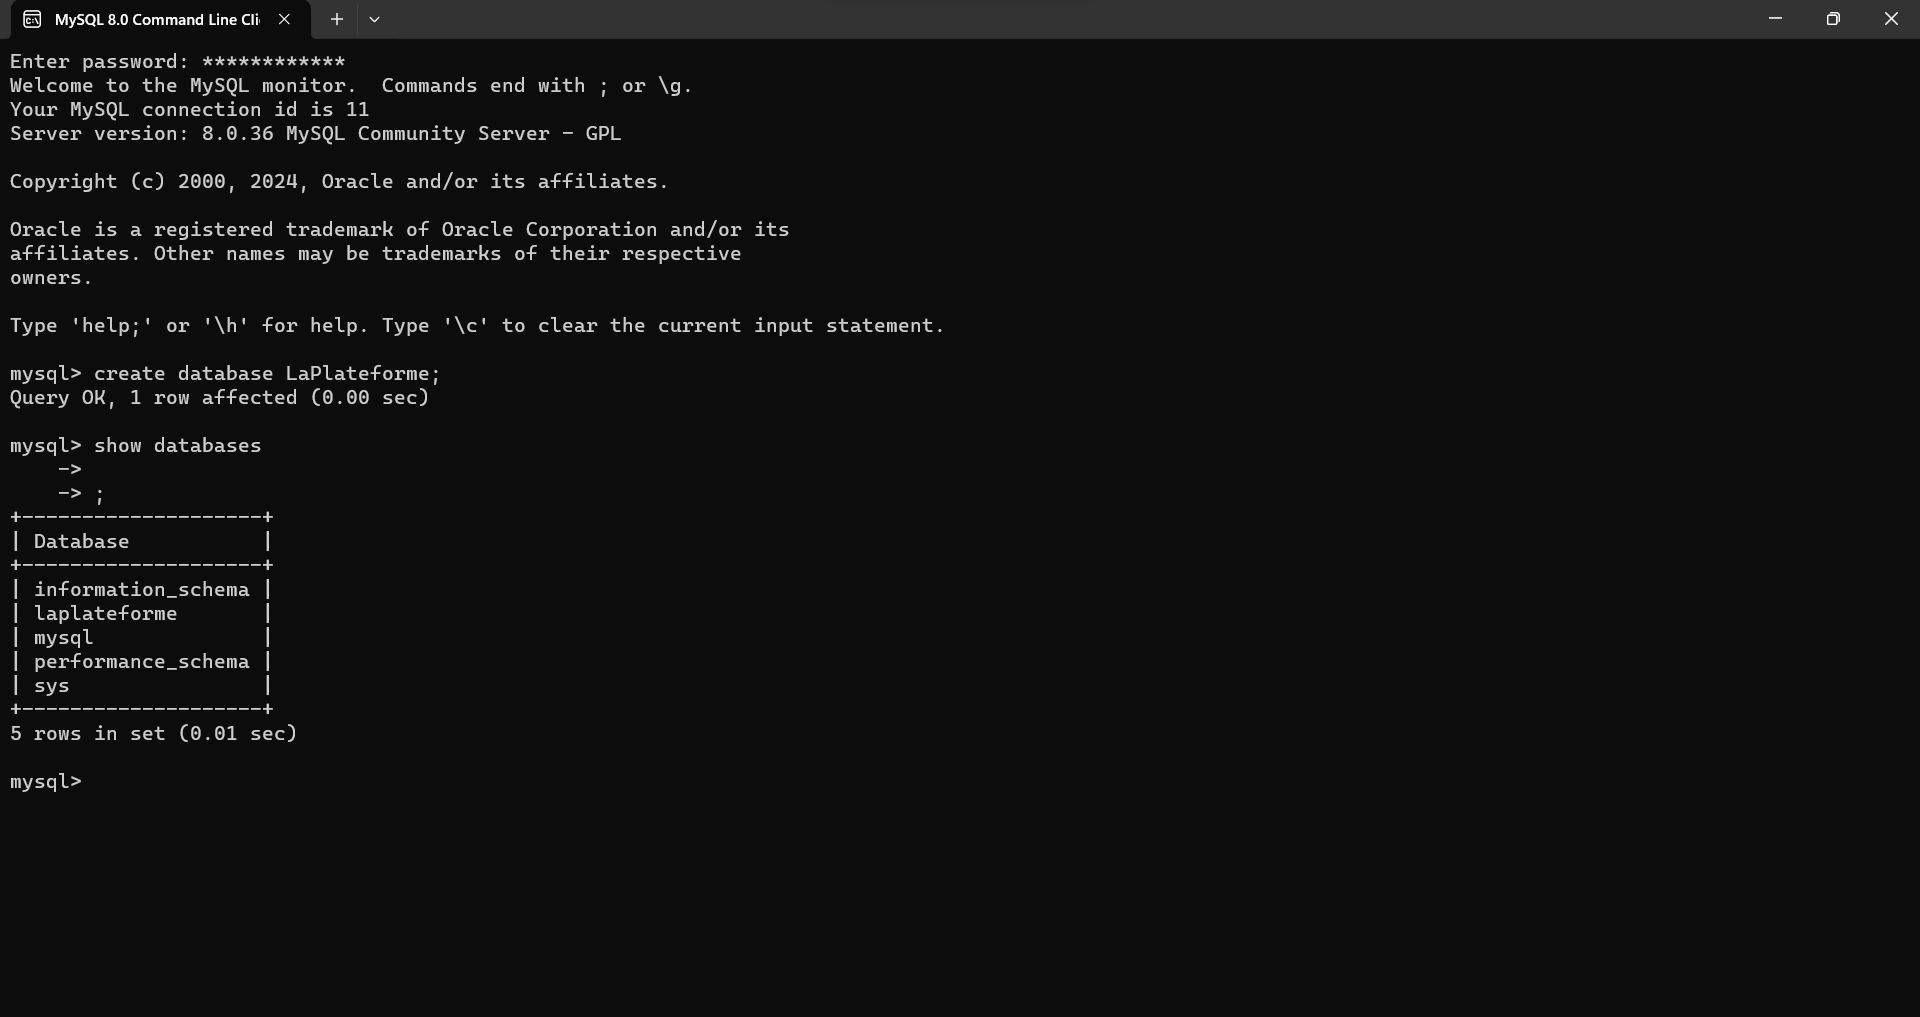 MySQL 8.0 Command Line Cli
Enter password: ************
Welcome to the MySQL monitor.  Commands end with ; or \g.
Your MySQL connection id is 11
Server version: 8.0.36 MySQL Community Server - GPL

Copyright (c) 2000, 2024, Oracle and/or its affiliates.

Oracle is a registered trademark of Oracle Corporation and/or its
affiliates. Other names may be trademarks of their respective
owners.

Type 'help;' or '\h' for help. Type '\c' to clear the current input statement.

mysql> create database LaPlateforme;
Query OK, 1 row affected (0.00 sec)

mysql> show databases
    ->
    -> ;
+--------------------+
| Database           |
+--------------------+
| information_schema |
| laplateforme       |
| mysql              |
| performance_schema |
| sys                |
+--------------------+
5 rows in set (0.01 sec)

mysql>